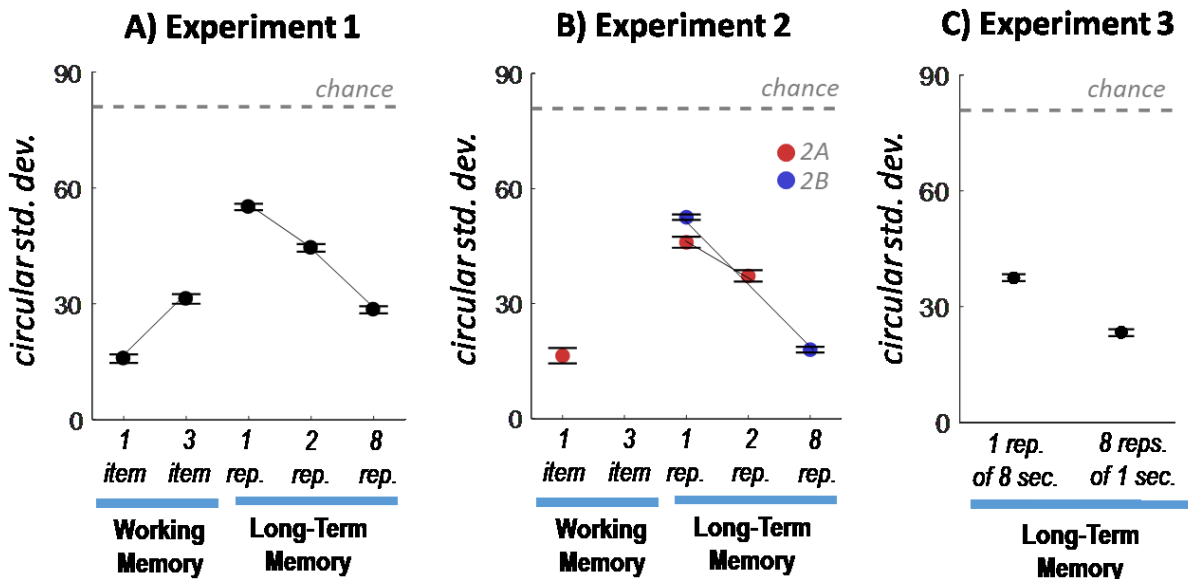 A) Experiment 1
90
60
30
0
circular std. dev.
chance
1 item
3 item
1 rep.
2 rep.
8 rep.
Working Memory
Long-Term Memory
B) Experiment 2
90
60
30
0
circular std. dev.
chance
2A
2B
1 item
3 item
1 rep.
2 rep.
8 rep.
Working Memory
Long-Term Memory
C) Experiment 3
90
60
30
0
circular std. dev.
chance
1 rep. of 8 sec.
8 reps. of 1 sec.
Long-Term Memory